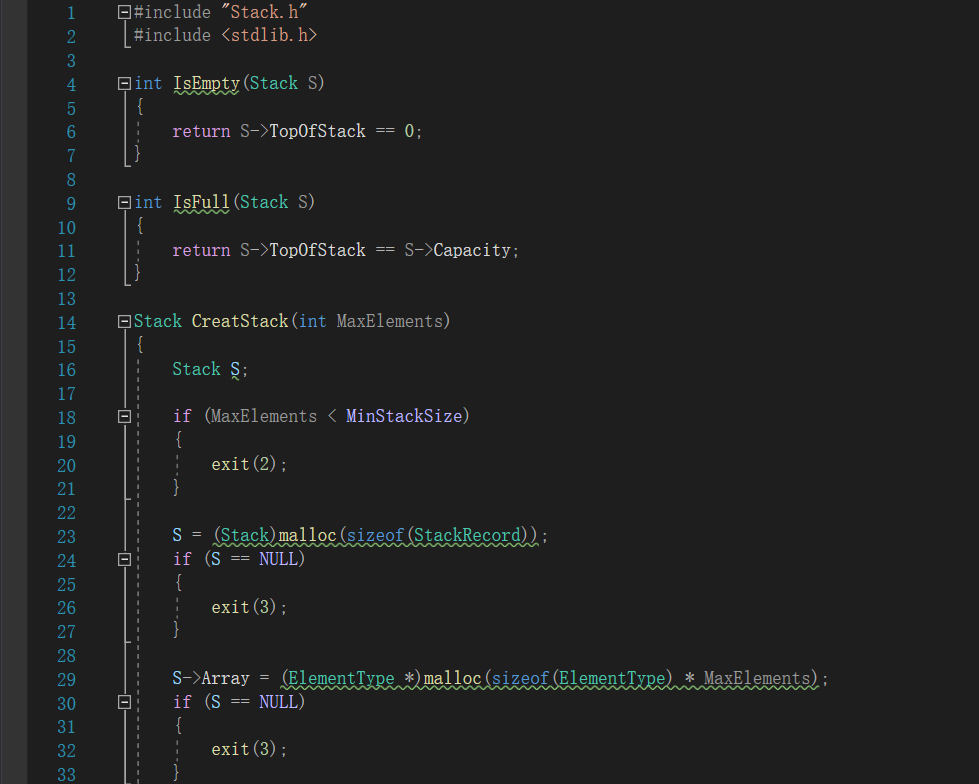 1 #include "Stack.h"
2 #include <stdlib.h>
3
4 int IsEmpty(Stack S)
5 {
6 return S->TopOfStack == 0;
7 }
8
9 int IsFull(Stack S)
10 {
11 return S->TopOfStack == S->Capacity;
12 }
13
14 Stack CreatStack(int MaxElements)
15 {
16 Stack S;
17
18 if (MaxElements < MinStackSize)
19 {
20 exit(2);
21 }
22
23 S = (Stack)malloc(sizeof(StackRecord));
24 if (S == NULL)
25 {
26 exit(3);
27 }
28
29 S->Array = (ElementType *)malloc(sizeof(ElementType) * MaxElements);
30 if (S == NULL)
31 {
32 exit(3);
33 }